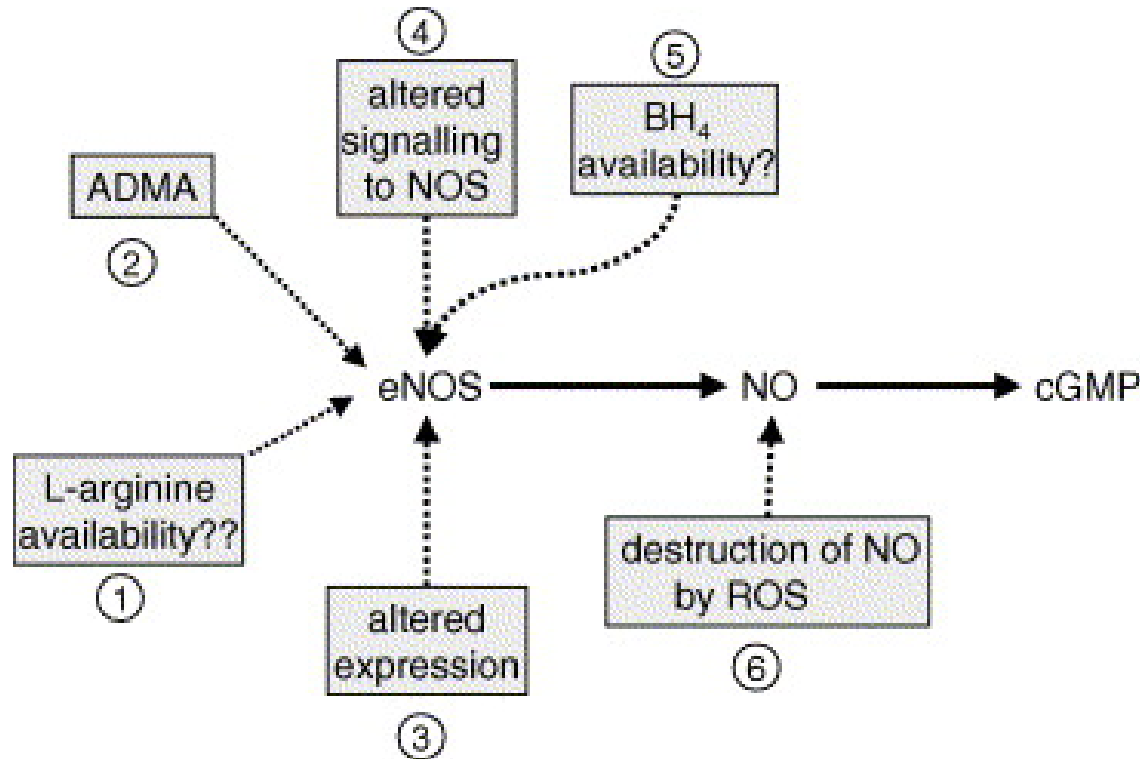 ④
altered
signalling
to NOS
⑤
BH₄
availability?
ADMA
②
eNOS
NO
cGMP
L-arginine
availability??
①
altered
expression
③
destruction of NO
by ROS
⑥